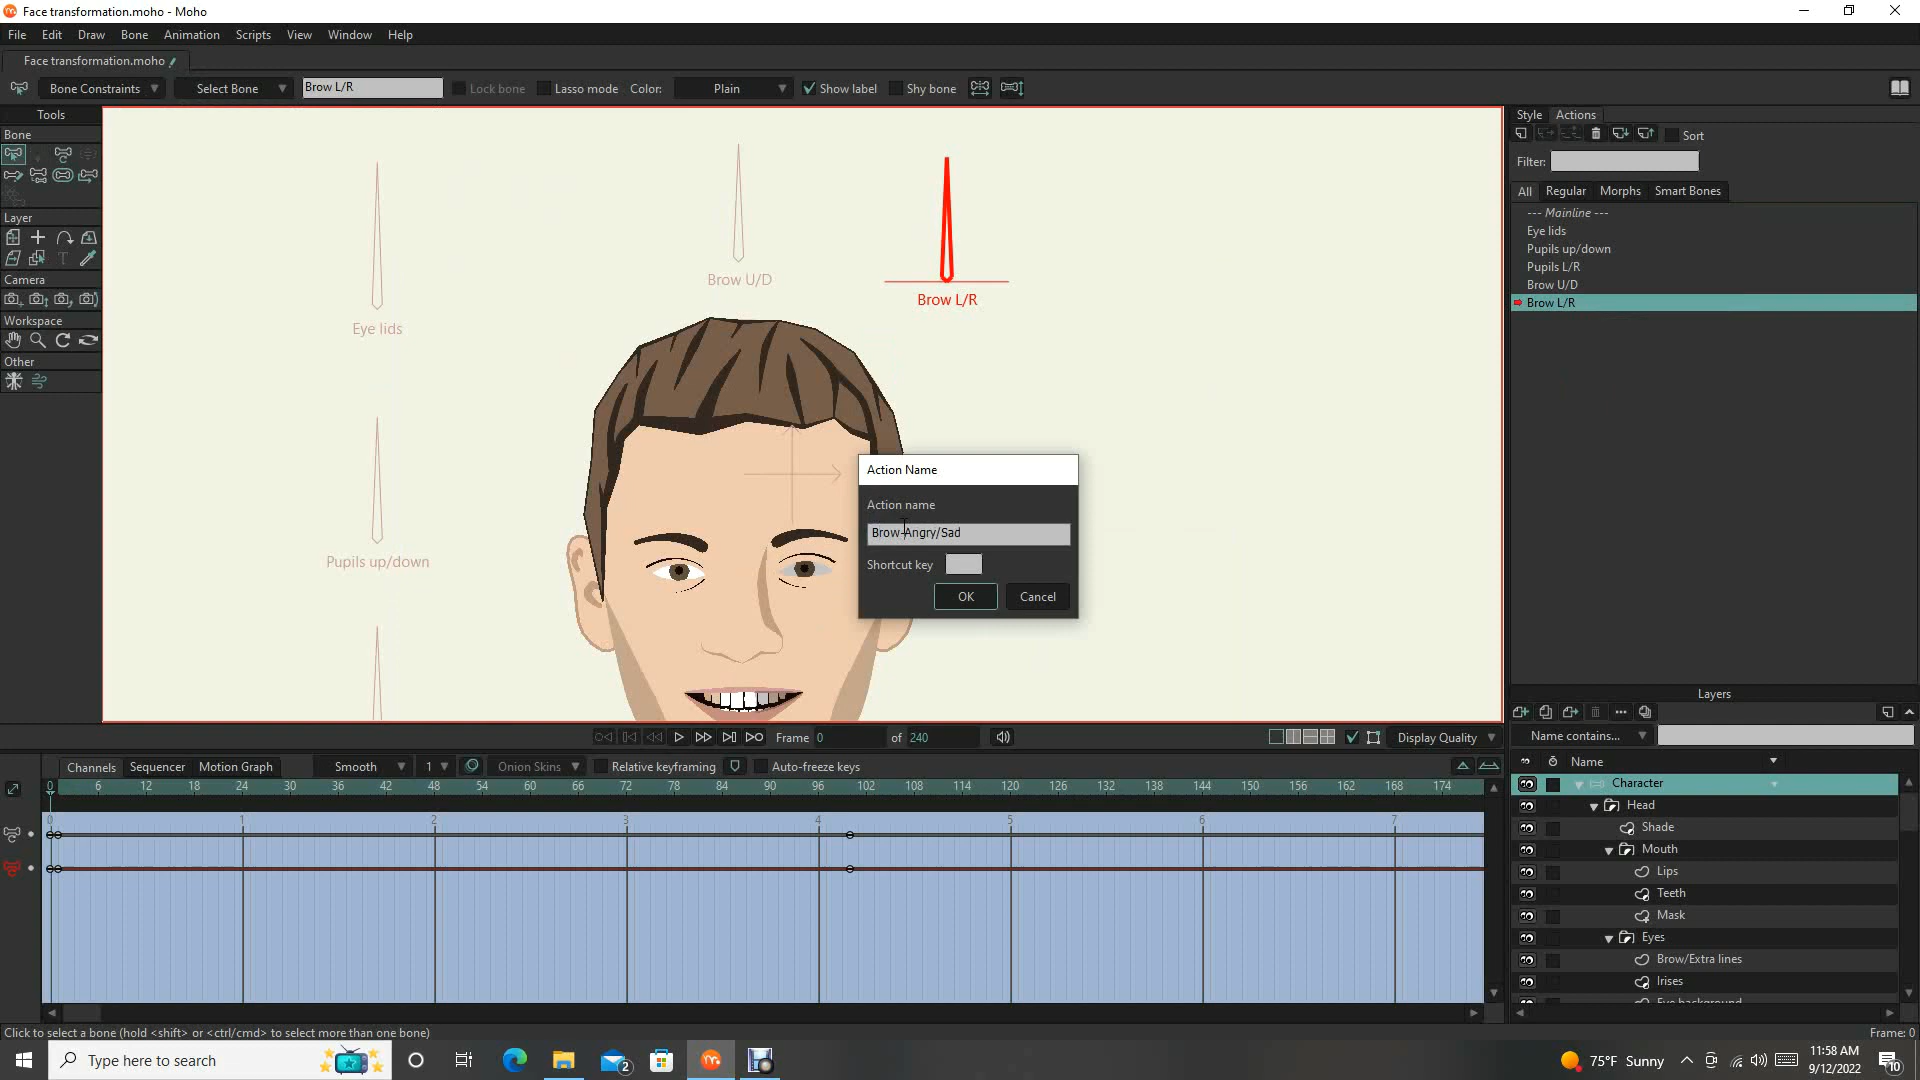 Face transformation.moho - Moho
File Edit Draw Bone Animation Scripts View Window Help
Face transformation.moho
Bone Constraints Select Bone Brow L/R Lock bone Lasso mode Color: Plain Show label Shy bone
Tools
Bone
Layer
Camera
Workspace
Other
Brow U/D
Brow L/R
Eye lids
Pupils up/down
Action Name
Action name
Brow-Angry/Sad
Shortcut key
OK Cancel
Style Actions
Sort
Filter:
All Regular Morphs Smart Bones
--- Mainline ---
Eye lids
Pupils up/down
Pupils L/R
Brow U/D
Brow L/R
Layers
Name contains...
Name
Character
Head
Shade
Mouth
Lips
Teeth
Mask
Eyes
Brow/Extra lines
Irises
Eye background
Frame 0 of 240 Display Quality
Channels Sequencer Motion Graph Smooth 1 Onion Skins Relative keyframing Auto-freeze keys
0 6 12 18 24 30 36 42 48 54 60 66 72 78 84 90 96 102 108 114 120 126 132 138 144 150 156 162 168 174
0 1 2 3 4 5 6 7
Click to select a bone (hold <shift> or <ctrl/cmd> to select more than one bone) Frame: 0
Type here to search
2
75°F Sunny
11:58 AM
9/12/2022
10